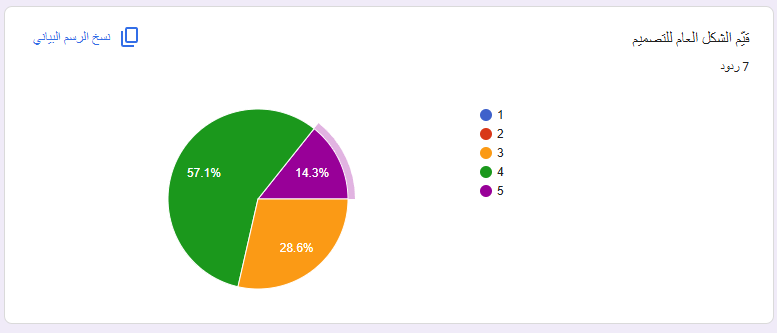 قيّم الشكل العام للتصميم
نسخ الرسم البياني
7 ردود
1
2
3
4
5
57.1%
14.3%
28.6%